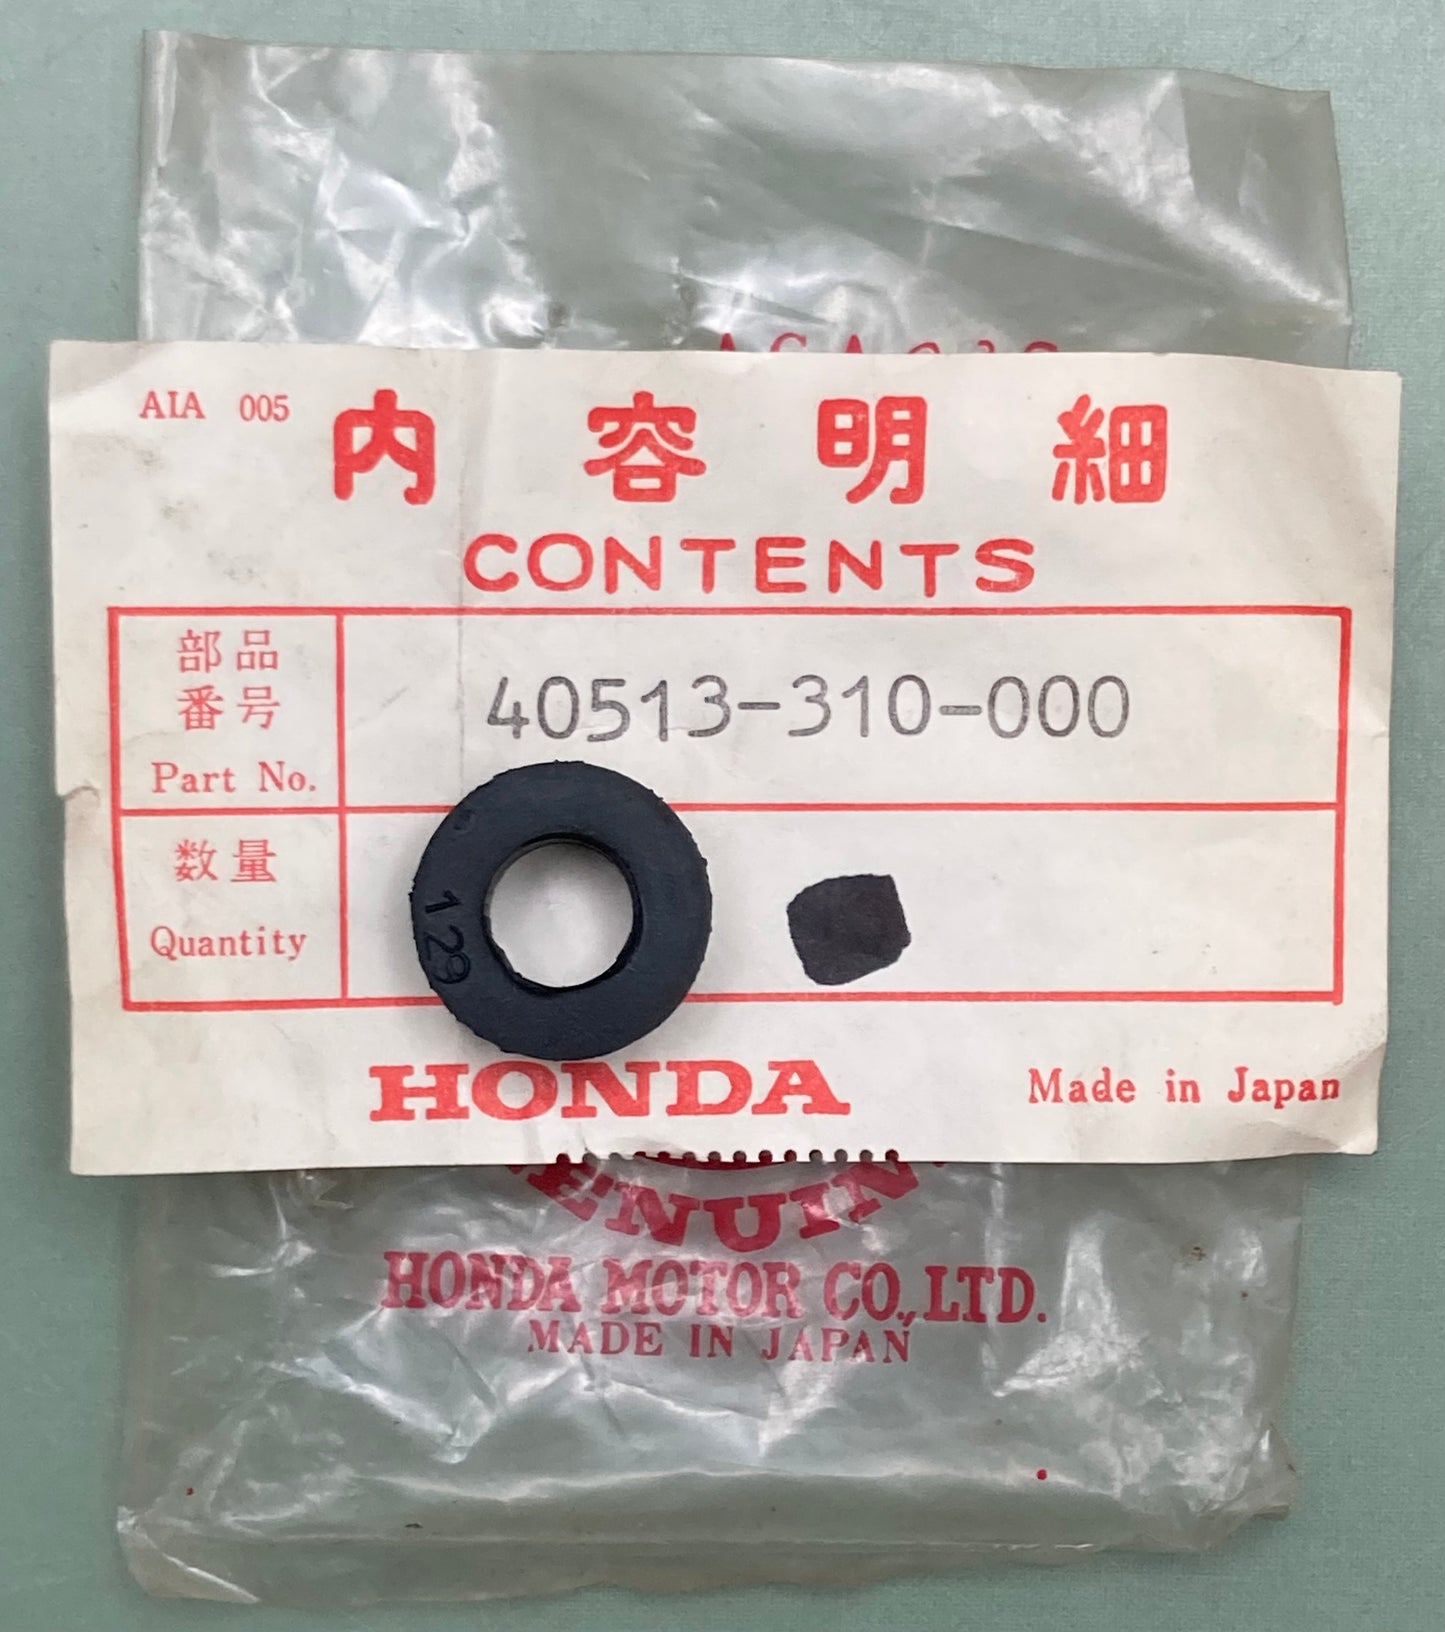 AIA 005
内容明細
CONTENTS
部品
番号
Part No.
40513-310-000
数量
Quantity
129
HONDA
Made in Japan
HONDA MOTOR CO., LTD.
MADE IN JAPAN